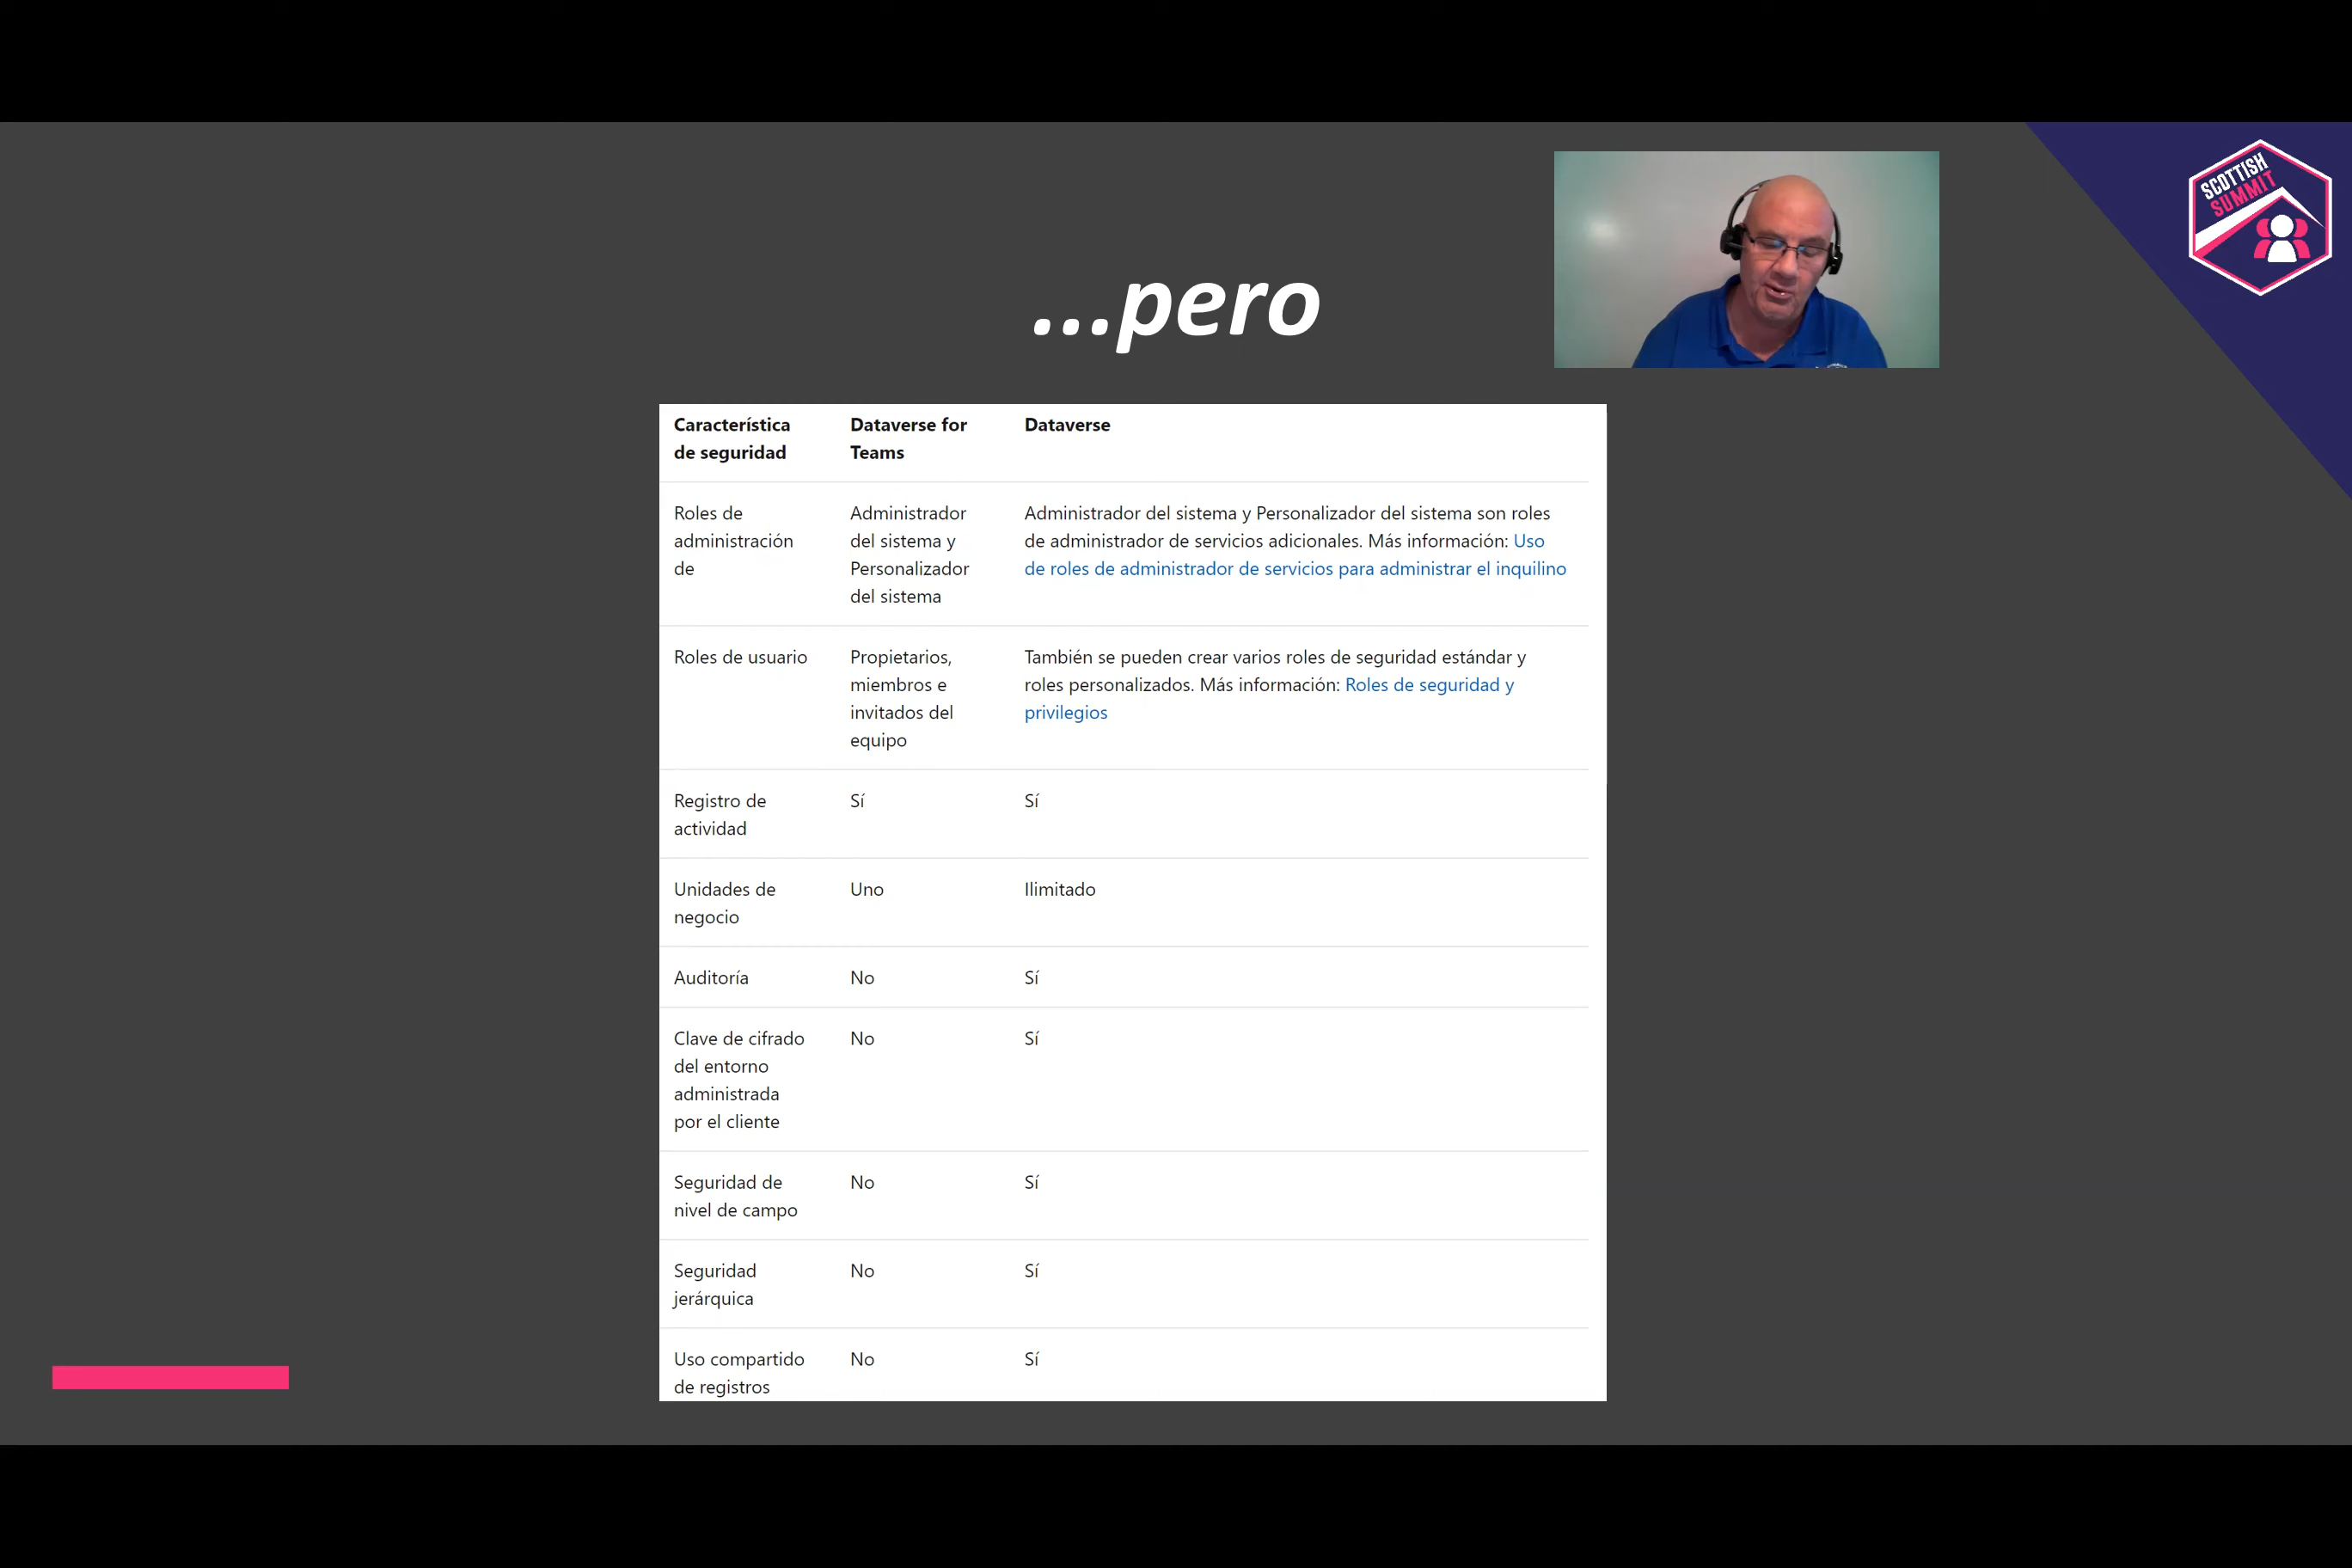 SCOTTISH
SUMMIT
...pero
Característica de seguridad
Dataverse for Teams
Dataverse
Roles de administración de
Administrador del sistema y Personalizador del sistema
Administrador del sistema y Personalizador del sistema son roles de administrador de servicios adicionales. Más información: Uso de roles de administrador de servicios para administrar el inquilino
Roles de usuario
Propietarios, miembros e invitados del equipo
También se pueden crear varios roles de seguridad estándar y roles personalizados. Más información: Roles de seguridad y privilegios
Registro de actividad
Sí
Sí
Unidades de negocio
Uno
Ilimitado
Auditoría
No
Sí
Clave de cifrado del entorno administrada por el cliente
No
Sí
Seguridad de nivel de campo
No
Sí
Seguridad jerárquica
No
Sí
Uso compartido de registros
No
Sí